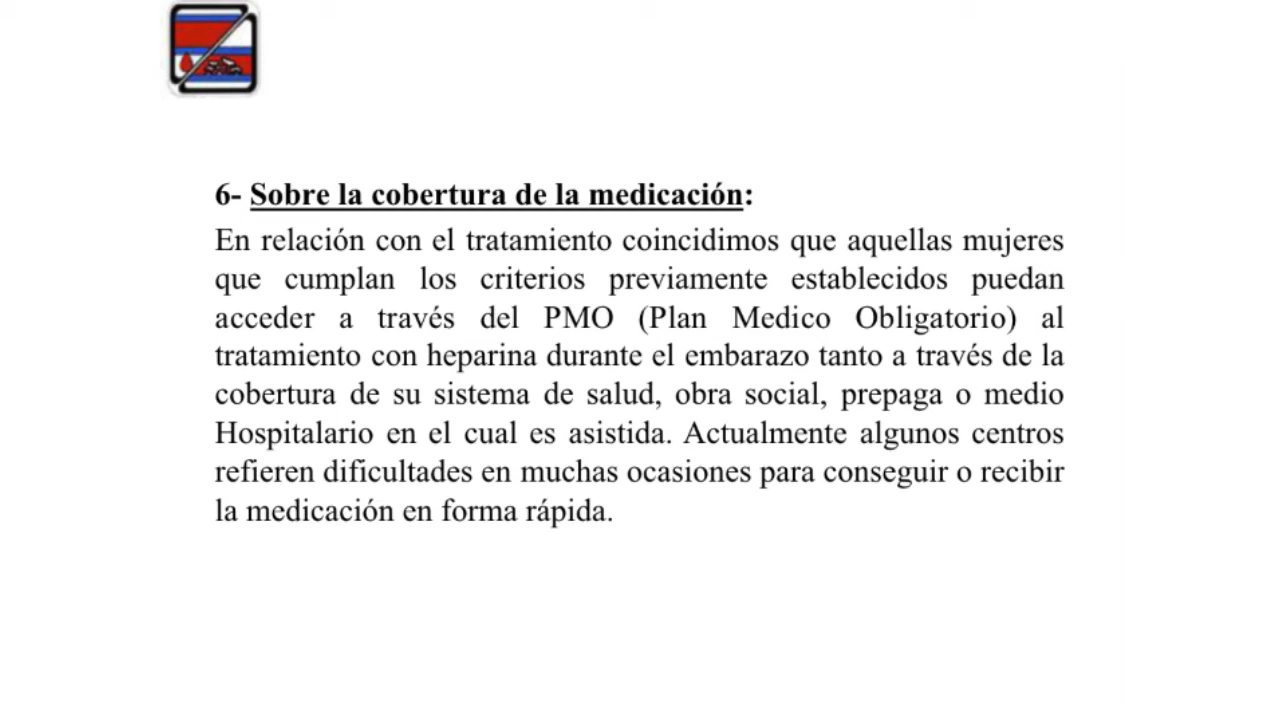 6- Sobre la cobertura de la medicación:
En relación con el tratamiento coincidimos que aquellas mujeres
que cumplan los criterios previamente establecidos puedan
acceder a través del PMO (Plan Medico Obligatorio) al
tratamiento con heparina durante el embarazo tanto a través de la
cobertura de su sistema de salud, obra social, prepaga o medio
Hospitalario en el cual es asistida. Actualmente algunos centros
refieren dificultades en muchas ocasiones para conseguir o recibir
la medicación en forma rápida.